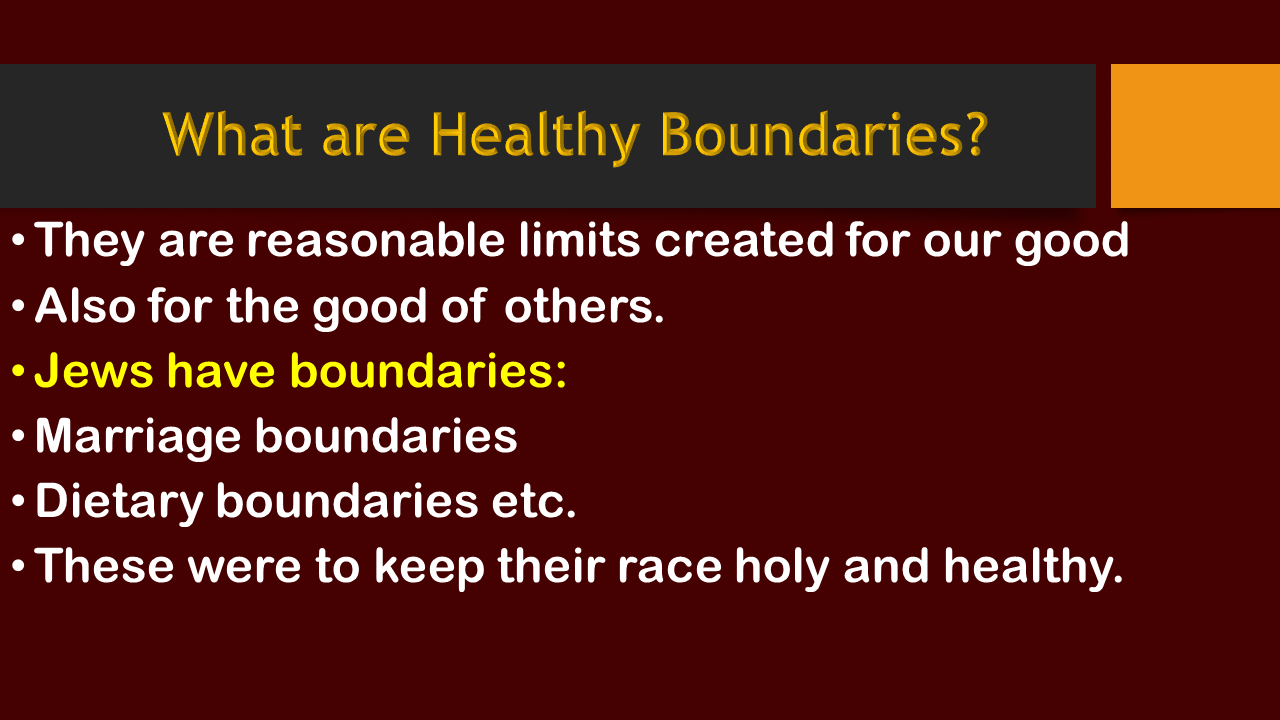 What are Healthy Boundaries?
• They are reasonable limits created for our good
• Also for the good of others.
• Jews have boundaries:
• Marriage boundaries
• Dietary boundaries etc.
• These were to keep their race holy and healthy.